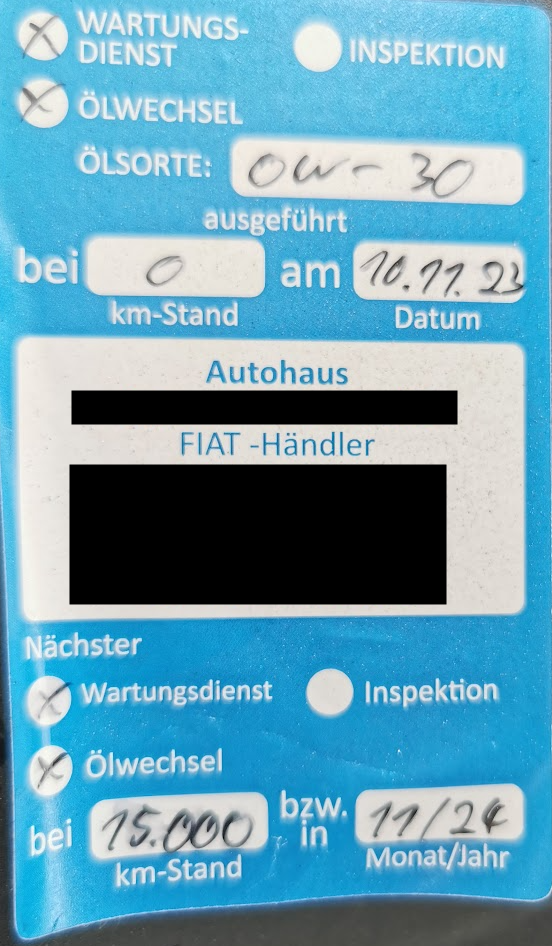 WARTUNGS-
DIENST
INSPEKTION
ÖLWECHSEL
ÖLSORTE: 0W-30
ausgeführt
bei 0 am 10.11.23
km-Stand Datum
Autohaus
FIAT -Händler
Nächster
Wartungsdienst Inspektion
Ölwechsel
bei 15.000 bzw. in 11/24
km-Stand Monat/Jahr